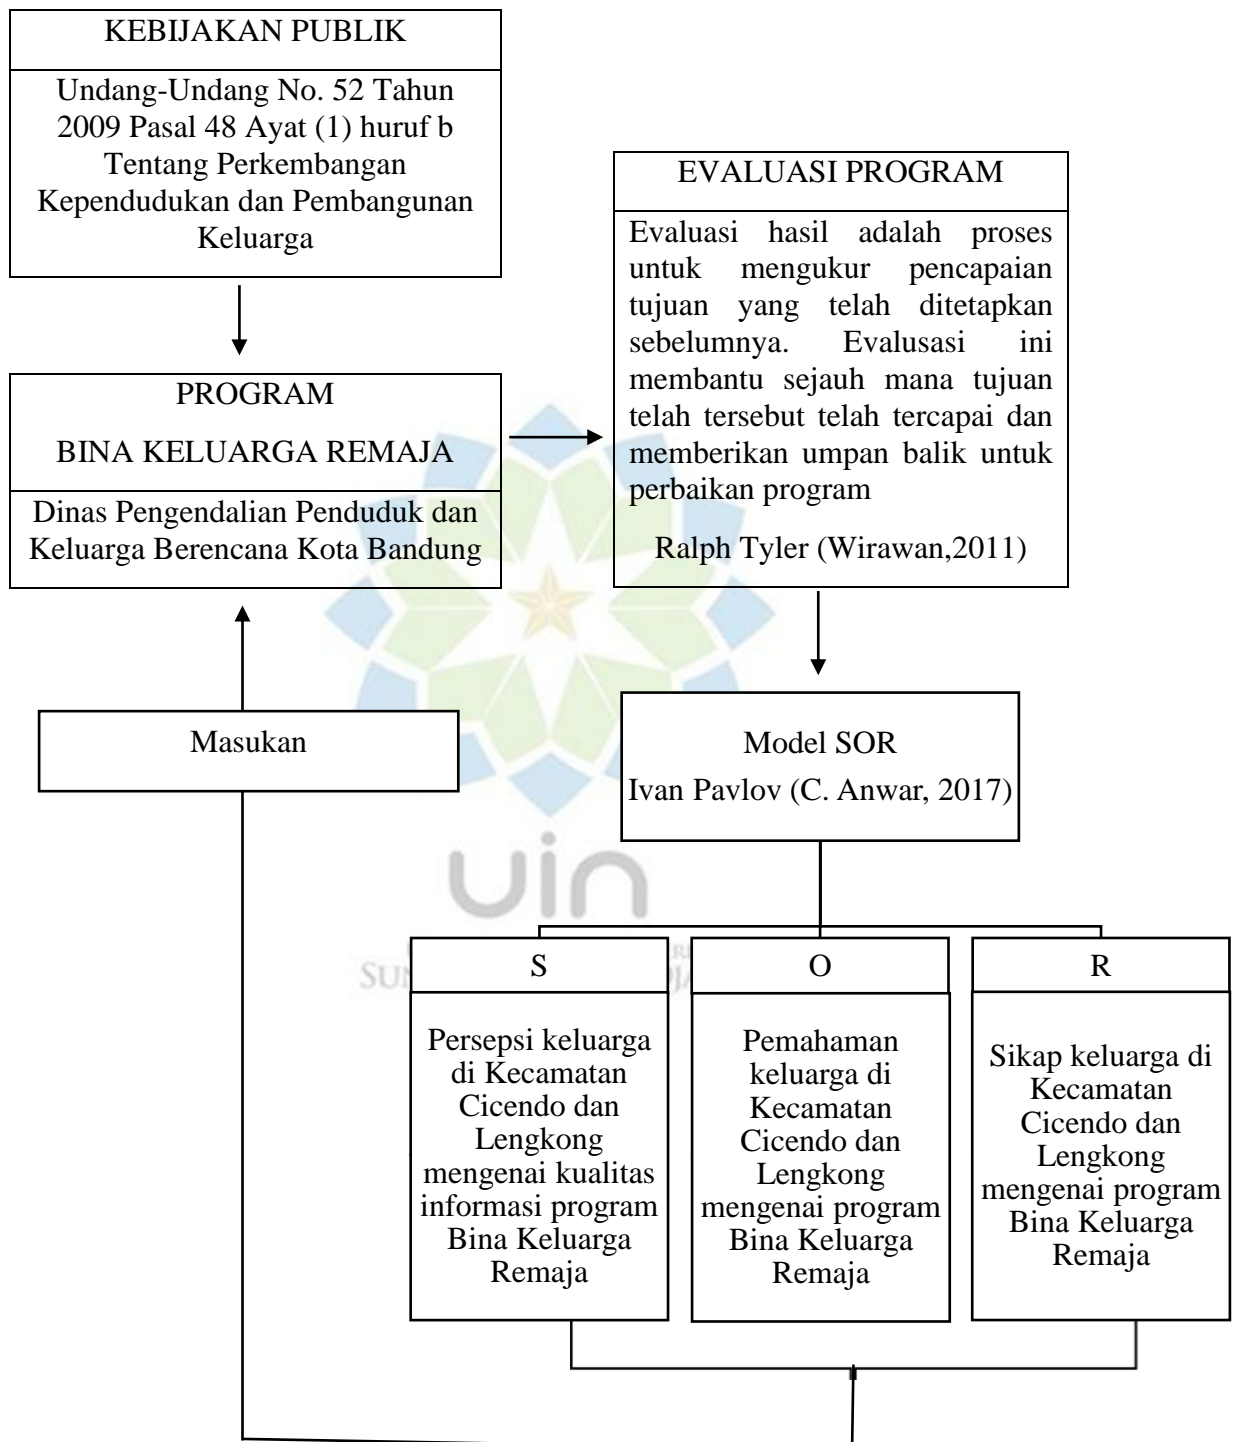 KEBIJAKAN PUBLIK
Undang-Undang No. 52 Tahun
2009 Pasal 48 Ayat (1) huruf b
Tentang Perkembangan
Kependudukan dan Pembangunan
Keluarga
EVALUASI PROGRAM
Evaluasi hasil adalah proses
untuk mengukur pencapaian
tujuan yang telah ditetapkan
sebelumnya. Evalusasi ini
membantu sejauh mana tujuan
telah tersebut telah tercapai dan
memberikan umpan balik untuk
perbaikan program
Ralph Tyler (Wirawan,2011)
PROGRAM
BINA KELUARGA REMAJA
Dinas Pengendalian Penduduk dan
Keluarga Berencana Kota Bandung
Masukan
Model SOR
Ivan Pavlov (C. Anwar, 2017)
uin
S
Persepsi keluarga
di Kecamatan
Cicendo dan
Lengkong
mengenai kualitas
informasi program
Bina Keluarga
Remaja
O
Pemahaman
keluarga di
Kecamatan
Cicendo dan
Lengkong
mengenai program
Bina Keluarga
Remaja
R
Sikap keluarga di
Kecamatan
Cicendo dan
Lengkong
mengenai program
Bina Keluarga
Remaja